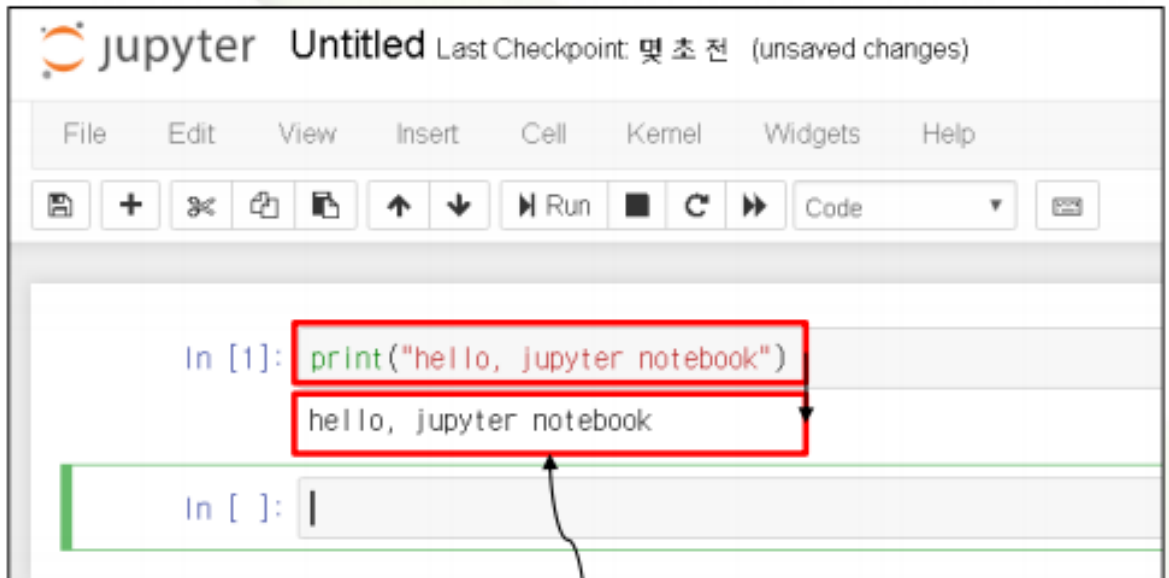 jupyter Untitled Last Checkpoint: 몇 초 전 (unsaved changes)
File Edit View Insert Cell Kernel Widgets Help
Run Code
In [1]: print("hello, jupyter notebook")
hello, jupyter notebook
In [ ]: